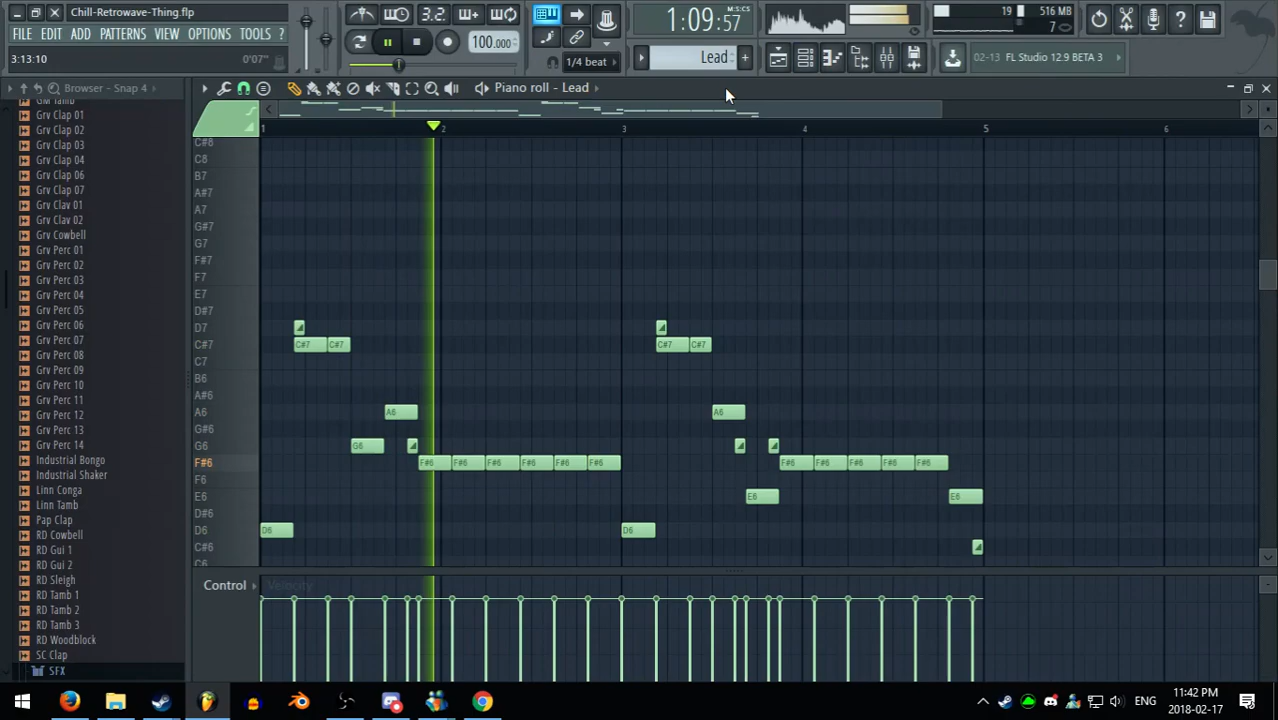 Chill-Retrowave-Thing.flp
FILE EDIT ADD PATTERNS VIEW OPTIONS TOOLS ?
3:13:10 0'07"
3.2.
100.000
1/4 beat
1:09:57
M:S:CS
Lead
19 516 MB
7
02-13 FL Studio 12.9 BETA 3
Browser - Snap 4
Piano roll - Lead
GM Tamb
Grv Clap 01
Grv Clap 02
Grv Clap 03
Grv Clap 04
Grv Clap 06
Grv Clap 07
Grv Clav 01
Grv Clav 02
Grv Cowbell
Grv Perc 01
Grv Perc 02
Grv Perc 03
Grv Perc 04
Grv Perc 05
Grv Perc 06
Grv Perc 07
Grv Perc 08
Grv Perc 09
Grv Perc 10
Grv Perc 11
Grv Perc 12
Grv Perc 13
Grv Perc 14
Industrial Bongo
Industrial Shaker
Linn Conga
Linn Tamb
Pap Clap
RD Cowbell
RD Gui 1
RD Gui 2
RD Sleigh
RD Tamb 1
RD Tamb 2
RD Tamb 3
RD Woodblock
SC Clap
SFX
1 2 3 4 5 6
C#8
C8
B7
A#7
A7
G#7
G7
F#7
F7
E7
D#7
D7
C#7 C#7 C#7 C#7 C#7
C7
B6
A#6
A6 A6 A6
G#6
G6 G6
F#6 F#6 F#6 F#6 F#6 F#6 F#6 F#6 F#6 F#6 F#6 F#6
F6
E6 E6 E6
D#6
D6 D6 D6
C#6
C6
Control Velocity
ENG
11:42 PM
2018-02-17